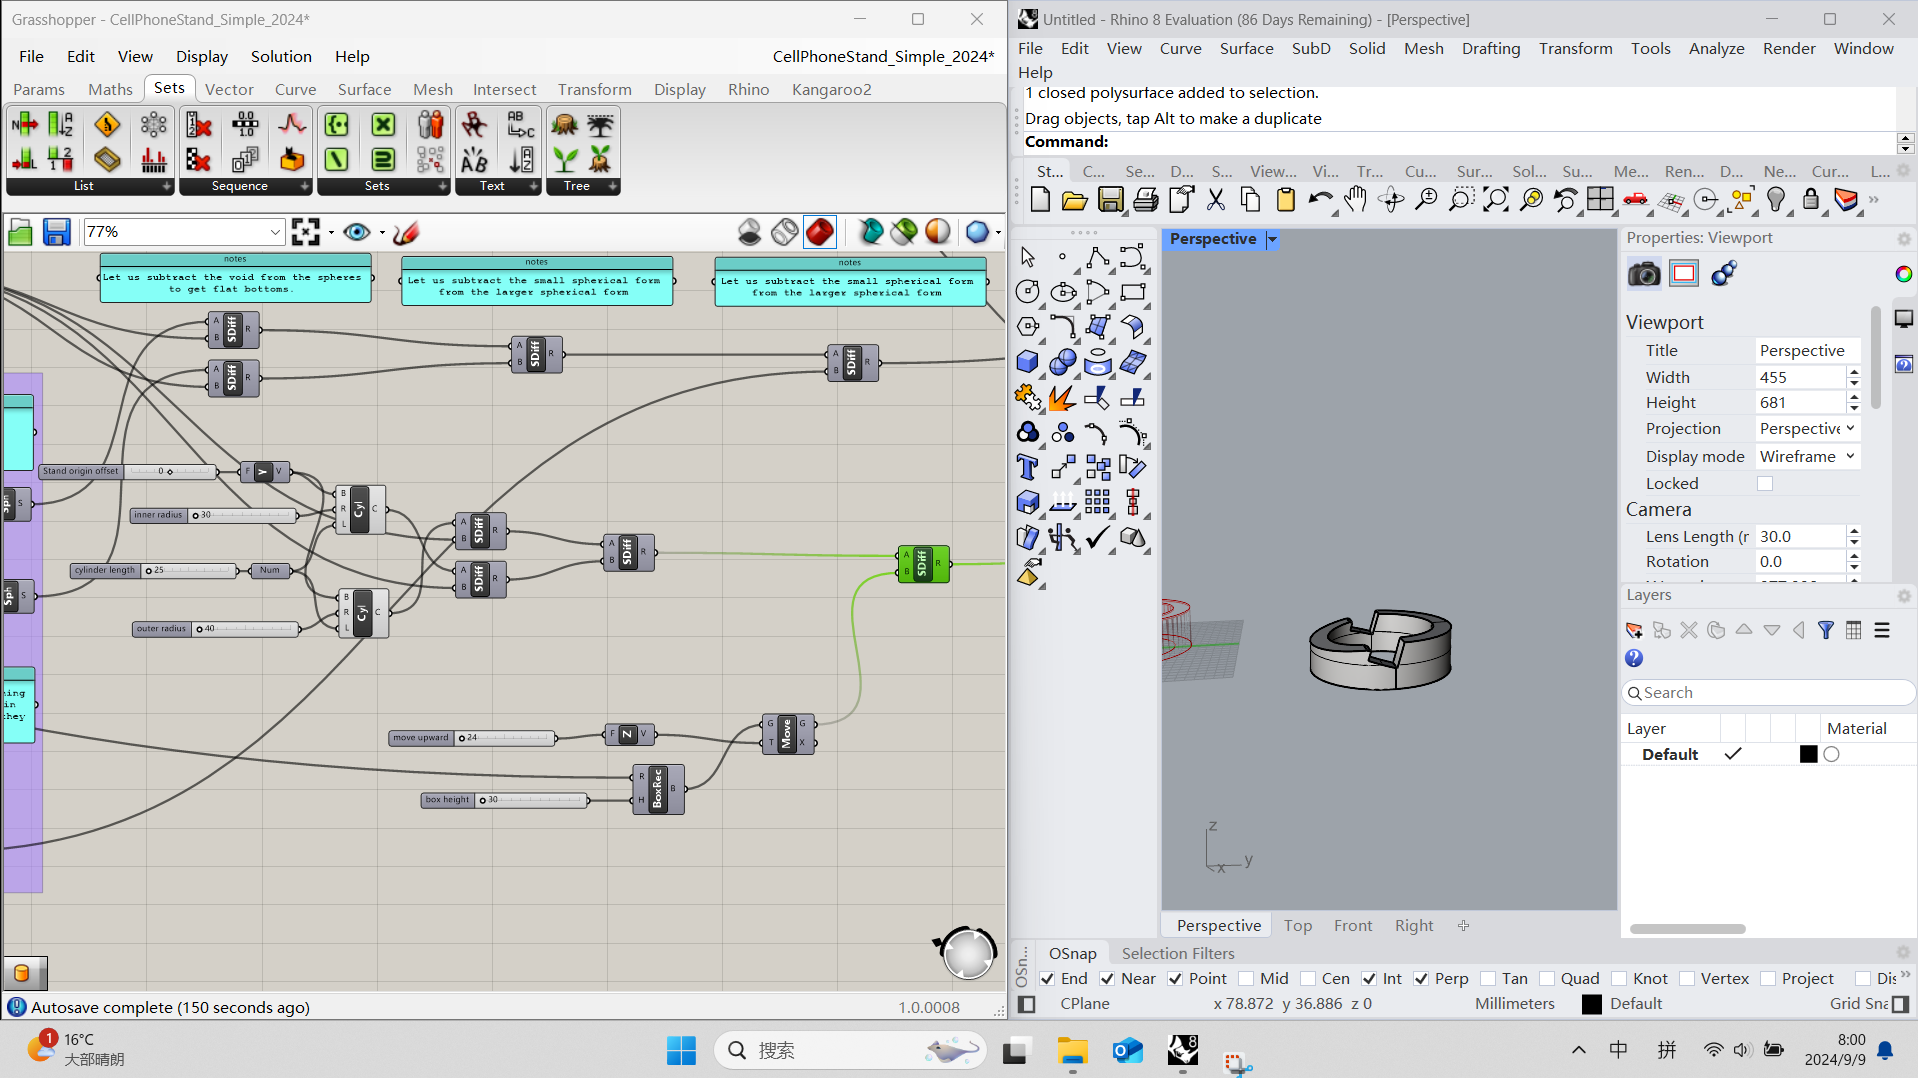 Grasshopper - CellPhoneStand_Simple_2024*
File Edit View Display Solution Help
CellPhoneStand_Simple_2024*
Params Maths Sets Vector Curve Surface Mesh Intersect Transform Display Rhino Kangaroo2
List Sequence Sets Text Tree
77%
notes
Let us subtract the void from the spheres
to get flat bottoms.
notes
Let us subtract the small spherical form
from the larger spherical form
notes
Let us subtract the small spherical form
from the larger spherical form
A B SDiff R
A B SDiff R
A B SDiff R
A B SDiff R
Stand origin offset 0
F Y V
inner radius 30
B R L Cyl C
cylinder length 25
Num
outer radius 40
B R L Cyl C
A B SDiff R
A B SDiff R
A B SDiff R
A B SDiff R
Sph S
Sph S
ning
in
they
move upward 24
F Z V
G T Move G X
box height 30
R H BoxRec B
Autosave complete (150 seconds ago)
1.0.0008
Untitled - Rhino 8 Evaluation (86 Days Remaining) - [Perspective]
File Edit View Curve Surface SubD Solid Mesh Drafting Transform Tools Analyze Render Window
Help
1 closed polysurface added to selection.
Drag objects, tap Alt to make a duplicate
Command:
St... C... Se... D... S... View... Vi... Tr... Cu... Sur... Sol... Su... Me... Ren... D... Ne... Cur... L...
Perspective
z
y
x
Perspective Top Front Right
Properties: Viewport
Viewport
Title Perspective
Width 455
Height 681
Projection Perspective
Display mode Wireframe
Locked
Camera
Lens Length (r 30.0
Rotation 0.0
Layers
Search
Layer Material
Default
OSn...
OSnap Selection Filters
End Near Point Mid Cen Int Perp Tan Quad Knot Vertex Project Dis
CPlane x 78.872 y 36.886 z 0 Millimeters Default Grid Sna
1
16°C
大部晴朗
搜索
8
中
拼
8:00
2024/9/9